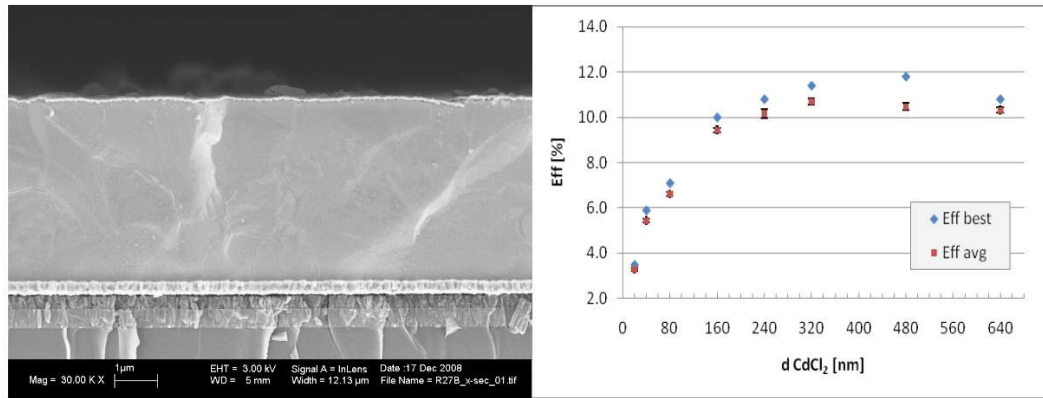 1µm
Mag = 30.00 K X
EHT = 3.00 kV
WD = 5 mm
Signal A = InLens
Width = 12.13 µm
Date :17 Dec 2008
File Name = R27B_x-sec_01.tif
14.0
12.0
10.0
8.0
6.0
4.0
2.0
Eff [%]
Eff best
Eff avg
0 80 160 240 320 400 480 560 640
d CdCl₂ [nm]